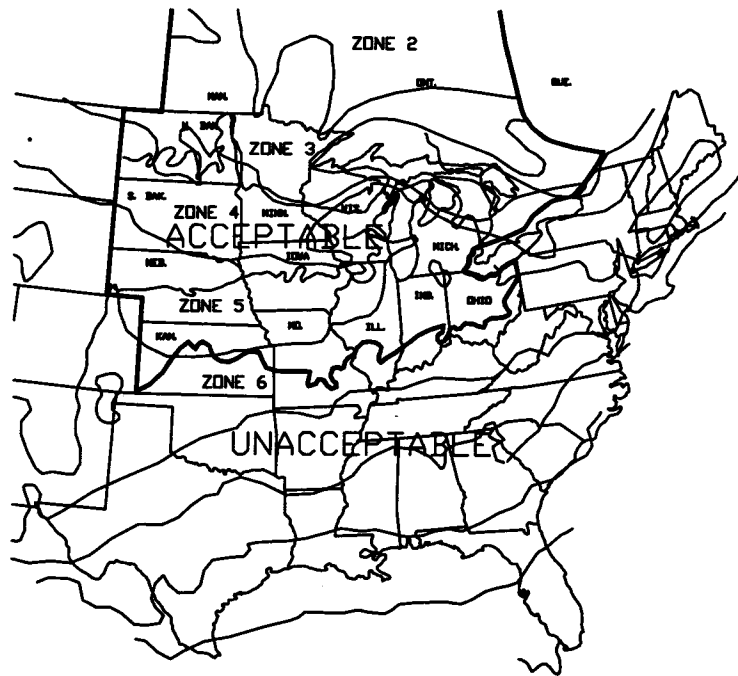 ZONE 2
ONT.
QUE.
MAN.
N. DAK.
ZONE 3
S. DAK.
ZONE 4
MINN.
WIS.
ACCEPTABLE
MICH.
NEB.
IOWA
IND.
OHIO
ZONE 5
KAN.
MO.
ILL.
ZONE 6
UNACCEPTABLE